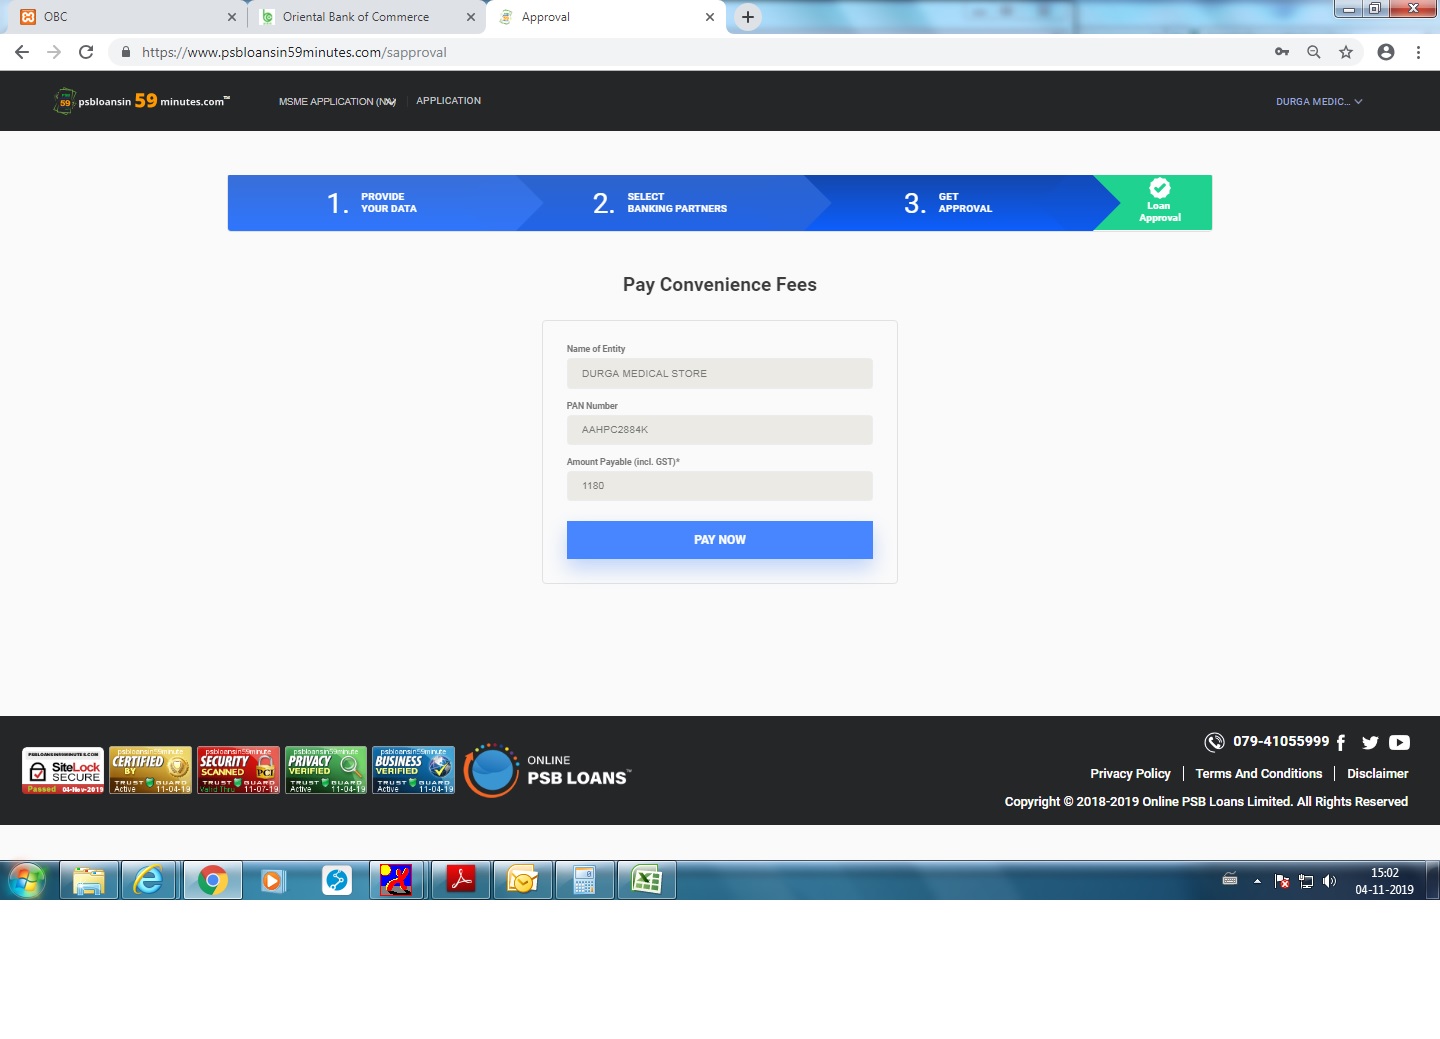 OBC
Oriental Bank of Commerce
Approval
https://www.psbloansin59minutes.com/sapproval
psbloansin 59 minutes.com™
MSME APPLICATION
APPLICATION
DURGA MEDIC...
1. PROVIDE
YOUR DATA
2. SELECT
BANKING PARTNERS
3. GET
APPROVAL
Loan
Approval
Pay Convenience Fees
Name of Entity
DURGA MEDICAL STORE
PAN Number
AAHPC2884K
Amount Payable (incl. GST)*
1180
PAY NOW
PSBLOANSIN59MINUTES.COM
SiteLock
SECURE
Passed 04-Nov-2019
psbloansin59minute
CERTIFIED
BY
TRUST GUARD
Active 11-04-19
psbloansin59minute
SECURITY
SCANNED PCI
TRUST GUARD
Valid Thru 11-07-19
psbloansin59minute
PRIVACY
VERIFIED
TRUST GUARD
Active 11-04-19
psbloansin59minute
BUSINESS
VERIFIED
TRUST GUARD
Active 11-04-19
ONLINE
PSB LOANS™
079-41055999
Privacy Policy
Terms And Conditions
Disclaimer
Copyright © 2018-2019 Online PSB Loans Limited. All Rights Reserved
15:02
04-11-2019